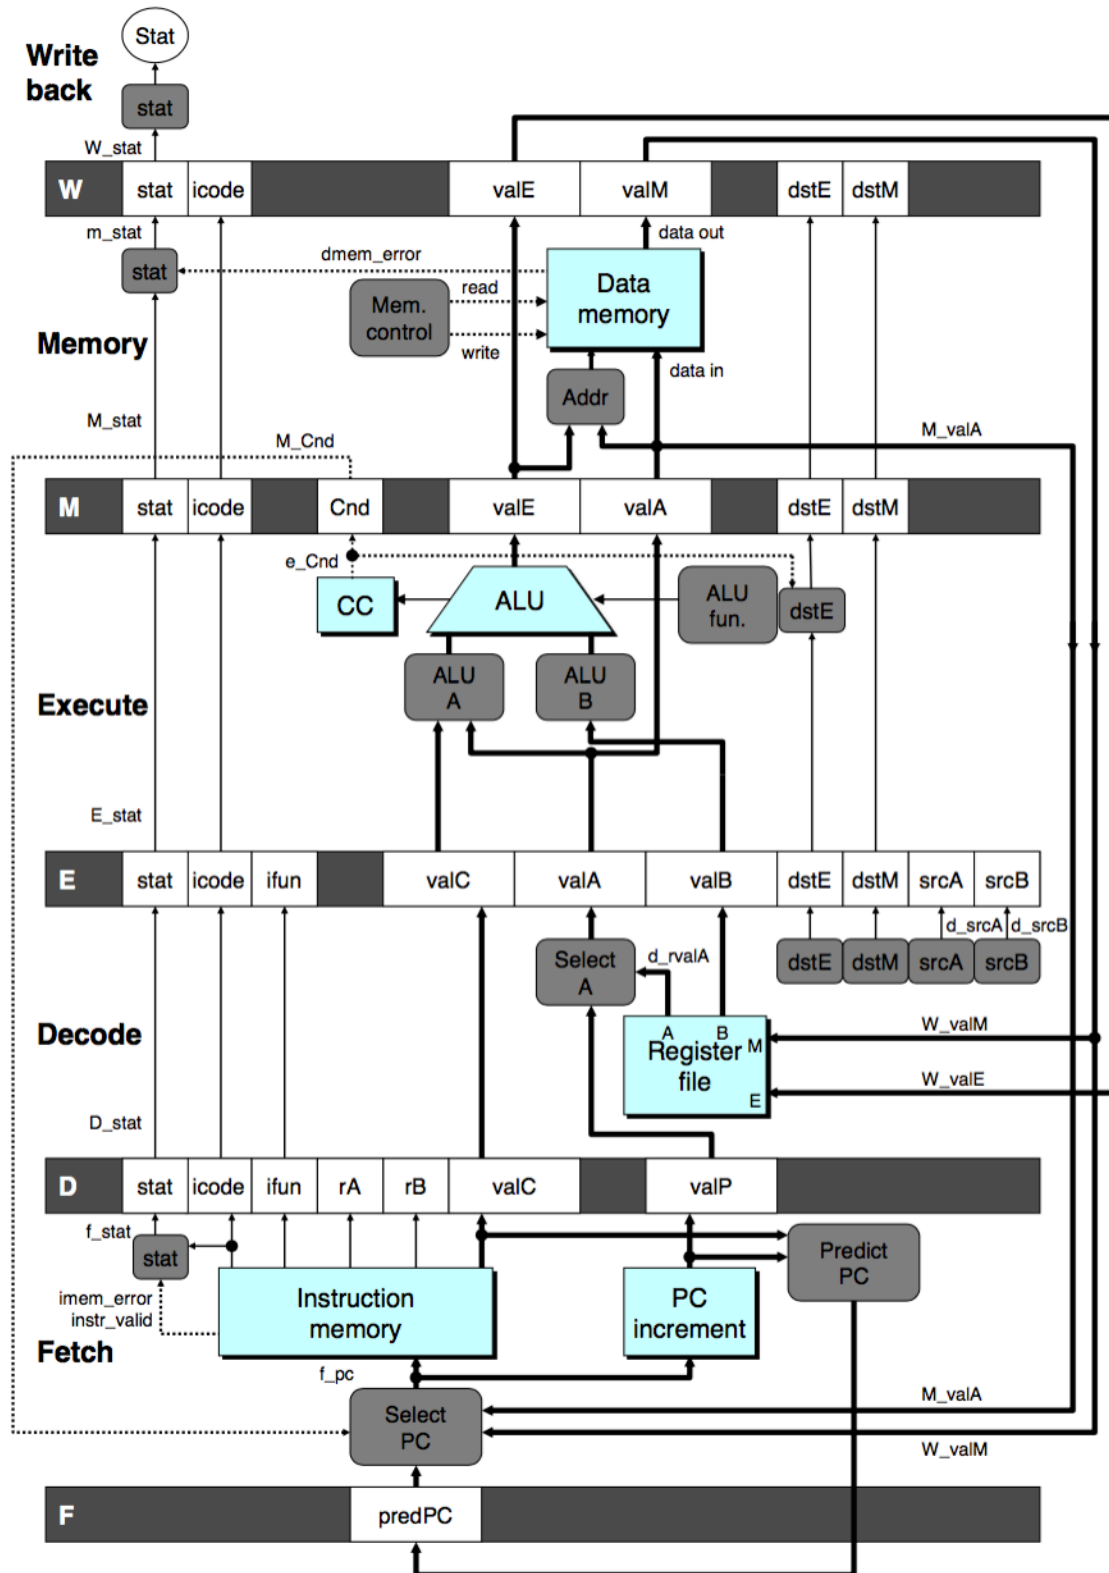 Stat
Write
back
stat
W_stat
W
stat
icode
valE
valM
dstE
dstM
m_stat
data out
stat
dmem_error
read
Mem.
control
write
Data
memory
Memory
Addr
data in
M_stat
M_Cnd
M_valA
M
stat
icode
Cnd
valE
valA
dstE
dstM
e_Cnd
CC
ALU
ALU
fun.
dstE
ALU
A
ALU
B
Execute
E_stat
E
stat
icode
ifun
valC
valA
valB
dstE
dstM
srcA
srcB
d_srcA
d_srcB
Select
A
d_rvalA
dstE
dstM
srcA
srcB
Decode
A
B
M
Register
file
E
W_valM
W_valE
D_stat
D
stat
icode
ifun
rA
rB
valC
valP
f_stat
stat
Predict
PC
imem_error
instr_valid
Instruction
memory
PC
increment
Fetch
f_pc
Select
PC
M_valA
W_valM
F
predPC